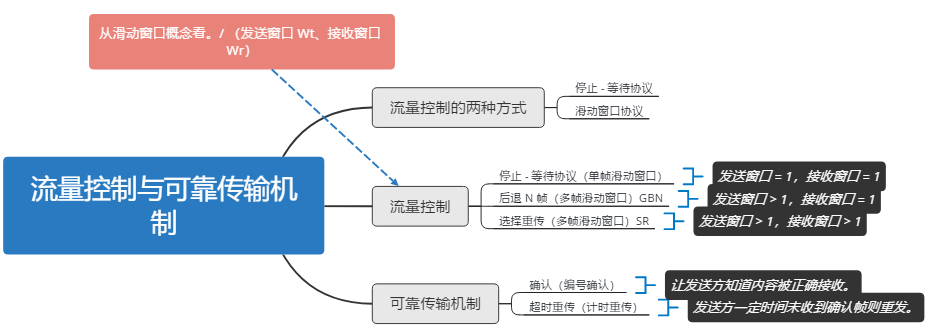 从滑动窗口概念看。/ （发送窗口 Wt、接收窗口
Wr）
流量控制与可靠传输机
制
流量控制的两种方式
停止 - 等待协议
滑动窗口协议
流量控制
停止 - 等待协议（单帧滑动窗口）
发送窗口 = 1，接收窗口 = 1
后退 N 帧（多帧滑动窗口）GBN
发送窗口 > 1，接收窗口 = 1
选择重传（多帧滑动窗口）SR
发送窗口 > 1，接收窗口 > 1
可靠传输机制
确认（编号确认）
让发送方知道内容被正确接收。
超时重传（计时重传）
发送方一定时间未收到确认帧则重发。